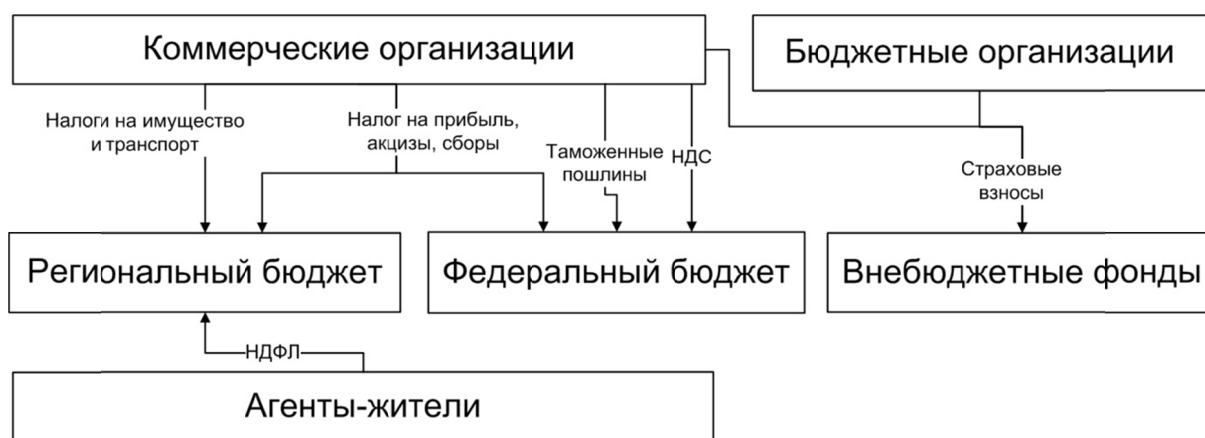 Коммерческие организации
Бюджетные организации
Налоги на имущество
и транспорт
Налог на прибыль,
акцизы, сборы
Таможенные
пошлины
НДС
Страховые
взносы
Региональный бюджет
Федеральный бюджет
Внебюджетные фонды
НДФЛ
Агенты-жители